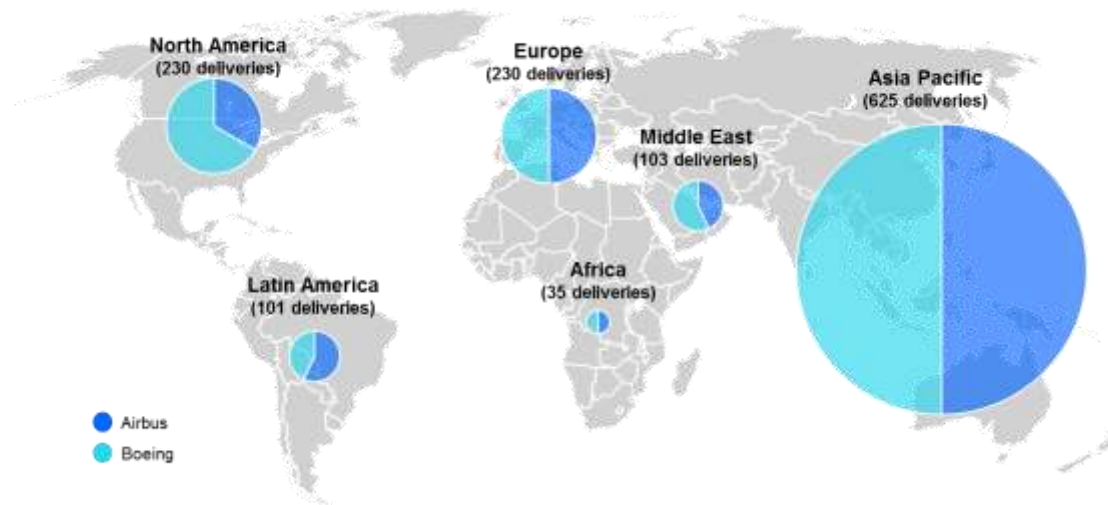 North America
(230 deliveries)
Europe
(230 deliveries)
Asia Pacific
(625 deliveries)
Middle East
(103 deliveries)
Africa
(35 deliveries)
Latin America
(101 deliveries)
Airbus
Boeing